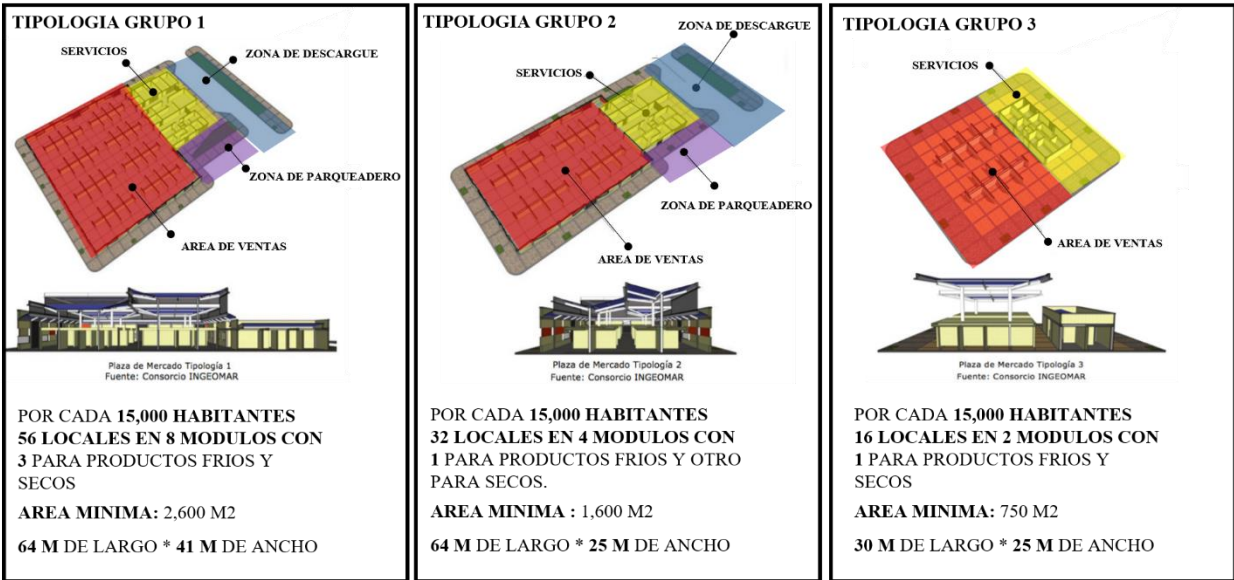 TIPOLOGIA GRUPO 1
SERVICIOS
ZONA DE DESCARGUE
ZONA DE PARQUEADERO
AREA DE VENTAS
Plaza de Mercado Tipología 1
Fuente: Consorcio INGEOMAR
POR CADA 15,000 HABITANTES
56 LOCALES EN 8 MODULOS CON
3 PARA PRODUCTOS FRIOS Y
SECOS
AREA MINIMA: 2,600 M2
64 M DE LARGO * 41 M DE ANCHO
TIPOLOGIA GRUPO 2
ZONA DE DESCARGUE
SERVICIOS
ZONA DE PARQUEADERO
AREA DE VENTAS
Plaza de Mercado Tipología 2
Fuente: Consorcio INGEOMAR
POR CADA 15,000 HABITANTES
32 LOCALES EN 4 MODULOS CON
1 PARA PRODUCTOS FRIOS Y OTRO
PARA SECOS.
AREA MINIMA : 1,600 M2
64 M DE LARGO * 25 M DE ANCHO
TIPOLOGIA GRUPO 3
SERVICIOS
AREA DE VENTAS
Plaza de Mercado Tipología 3
Fuente: Consorcio INGEOMAR
POR CADA 15,000 HABITANTES
16 LOCALES EN 2 MODULOS CON
1 PARA PRODUCTOS FRIOS Y
SECOS
AREA MINIMA: 750 M2
30 M DE LARGO * 25 M DE ANCHO